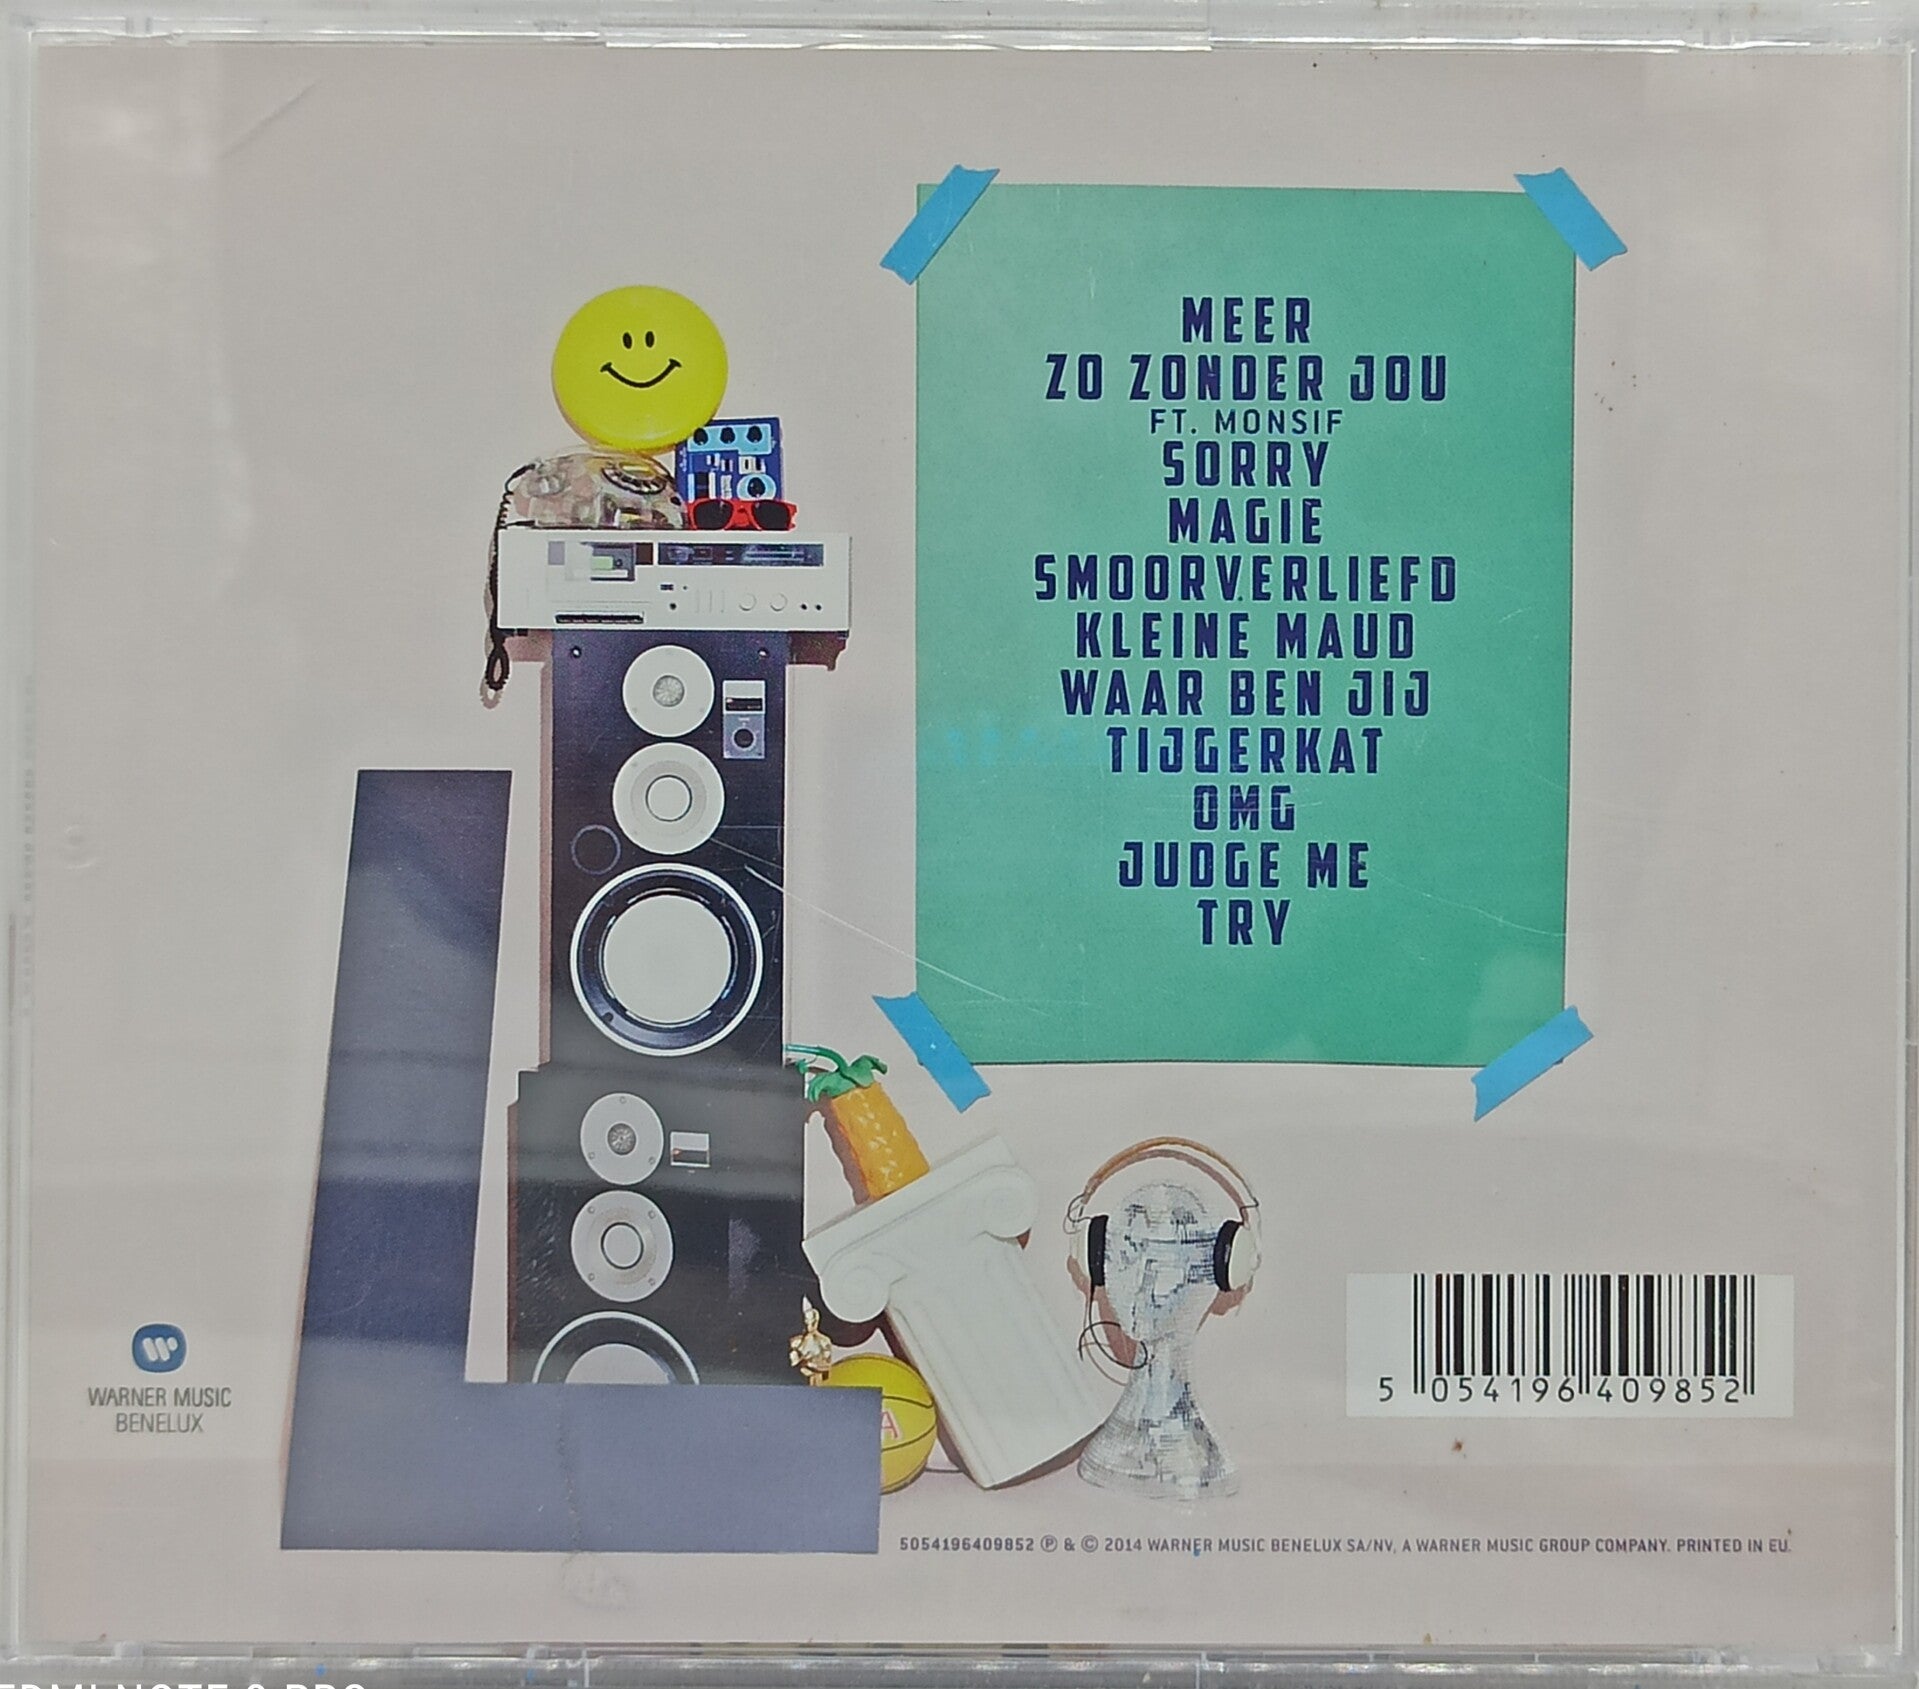 MEER
ZO ZONDER JOU
FT. MONSIF
SORRY
MAGIE
SMOORVERLIEFD
KLEINE MAUD
WAAR BEN JIJ
TIJGERKAT
OMG
JUDGE ME
TRY
A
WARNER MUSIC
BENELUX
5 054196 409852
5054196409852 Ⓟ & © 2014 WARNER MUSIC BENELUX SA/NV, A WARNER MUSIC GROUP COMPANY. PRINTED IN EU.